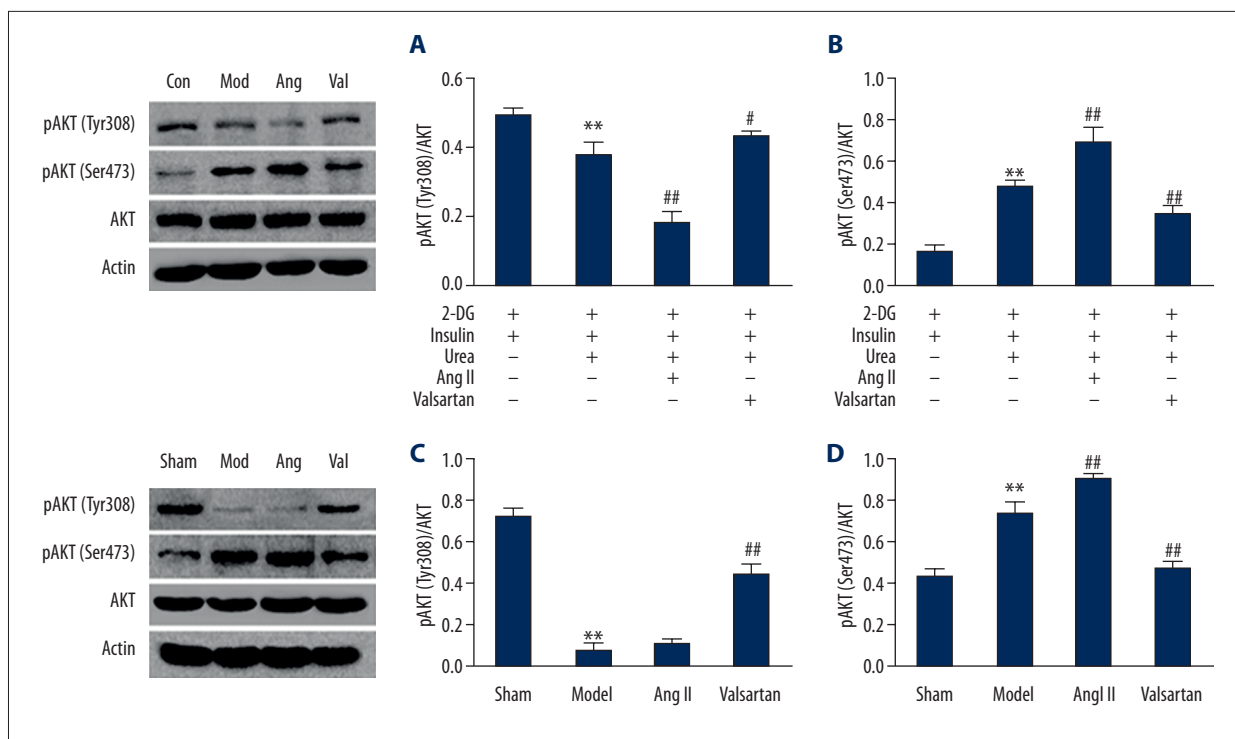 A
B
Con Mod Ang Val
pAKT (Tyr308)
pAKT (Ser473)
AKT
Actin
pAKT (Tyr308)/AKT
0.6
0.4
0.2
0.0
**
##
#
2-DG + + + +
Insulin + + + +
Urea – + + +
Ang II – – + –
Valsartan – – – +
pAKT (Ser473)/AKT
1.0
0.8
0.6
0.4
0.2
0.0
**
##
##
2-DG + + + +
Insulin + + + +
Urea – + + +
Ang II – – + –
Valsartan – – – +
C
D
Sham Mod Ang Val
pAKT (Tyr308)
pAKT (Ser473)
AKT
Actin
pAKT (Tyr308)/AKT
1.0
0.8
0.6
0.4
0.2
0.0
**
##
Sham Model Ang II Valsartan
pAKT (Ser473)/AKT
1.0
0.8
0.6
0.4
0.2
0.0
**
##
##
Sham Model Angl II Valsartan